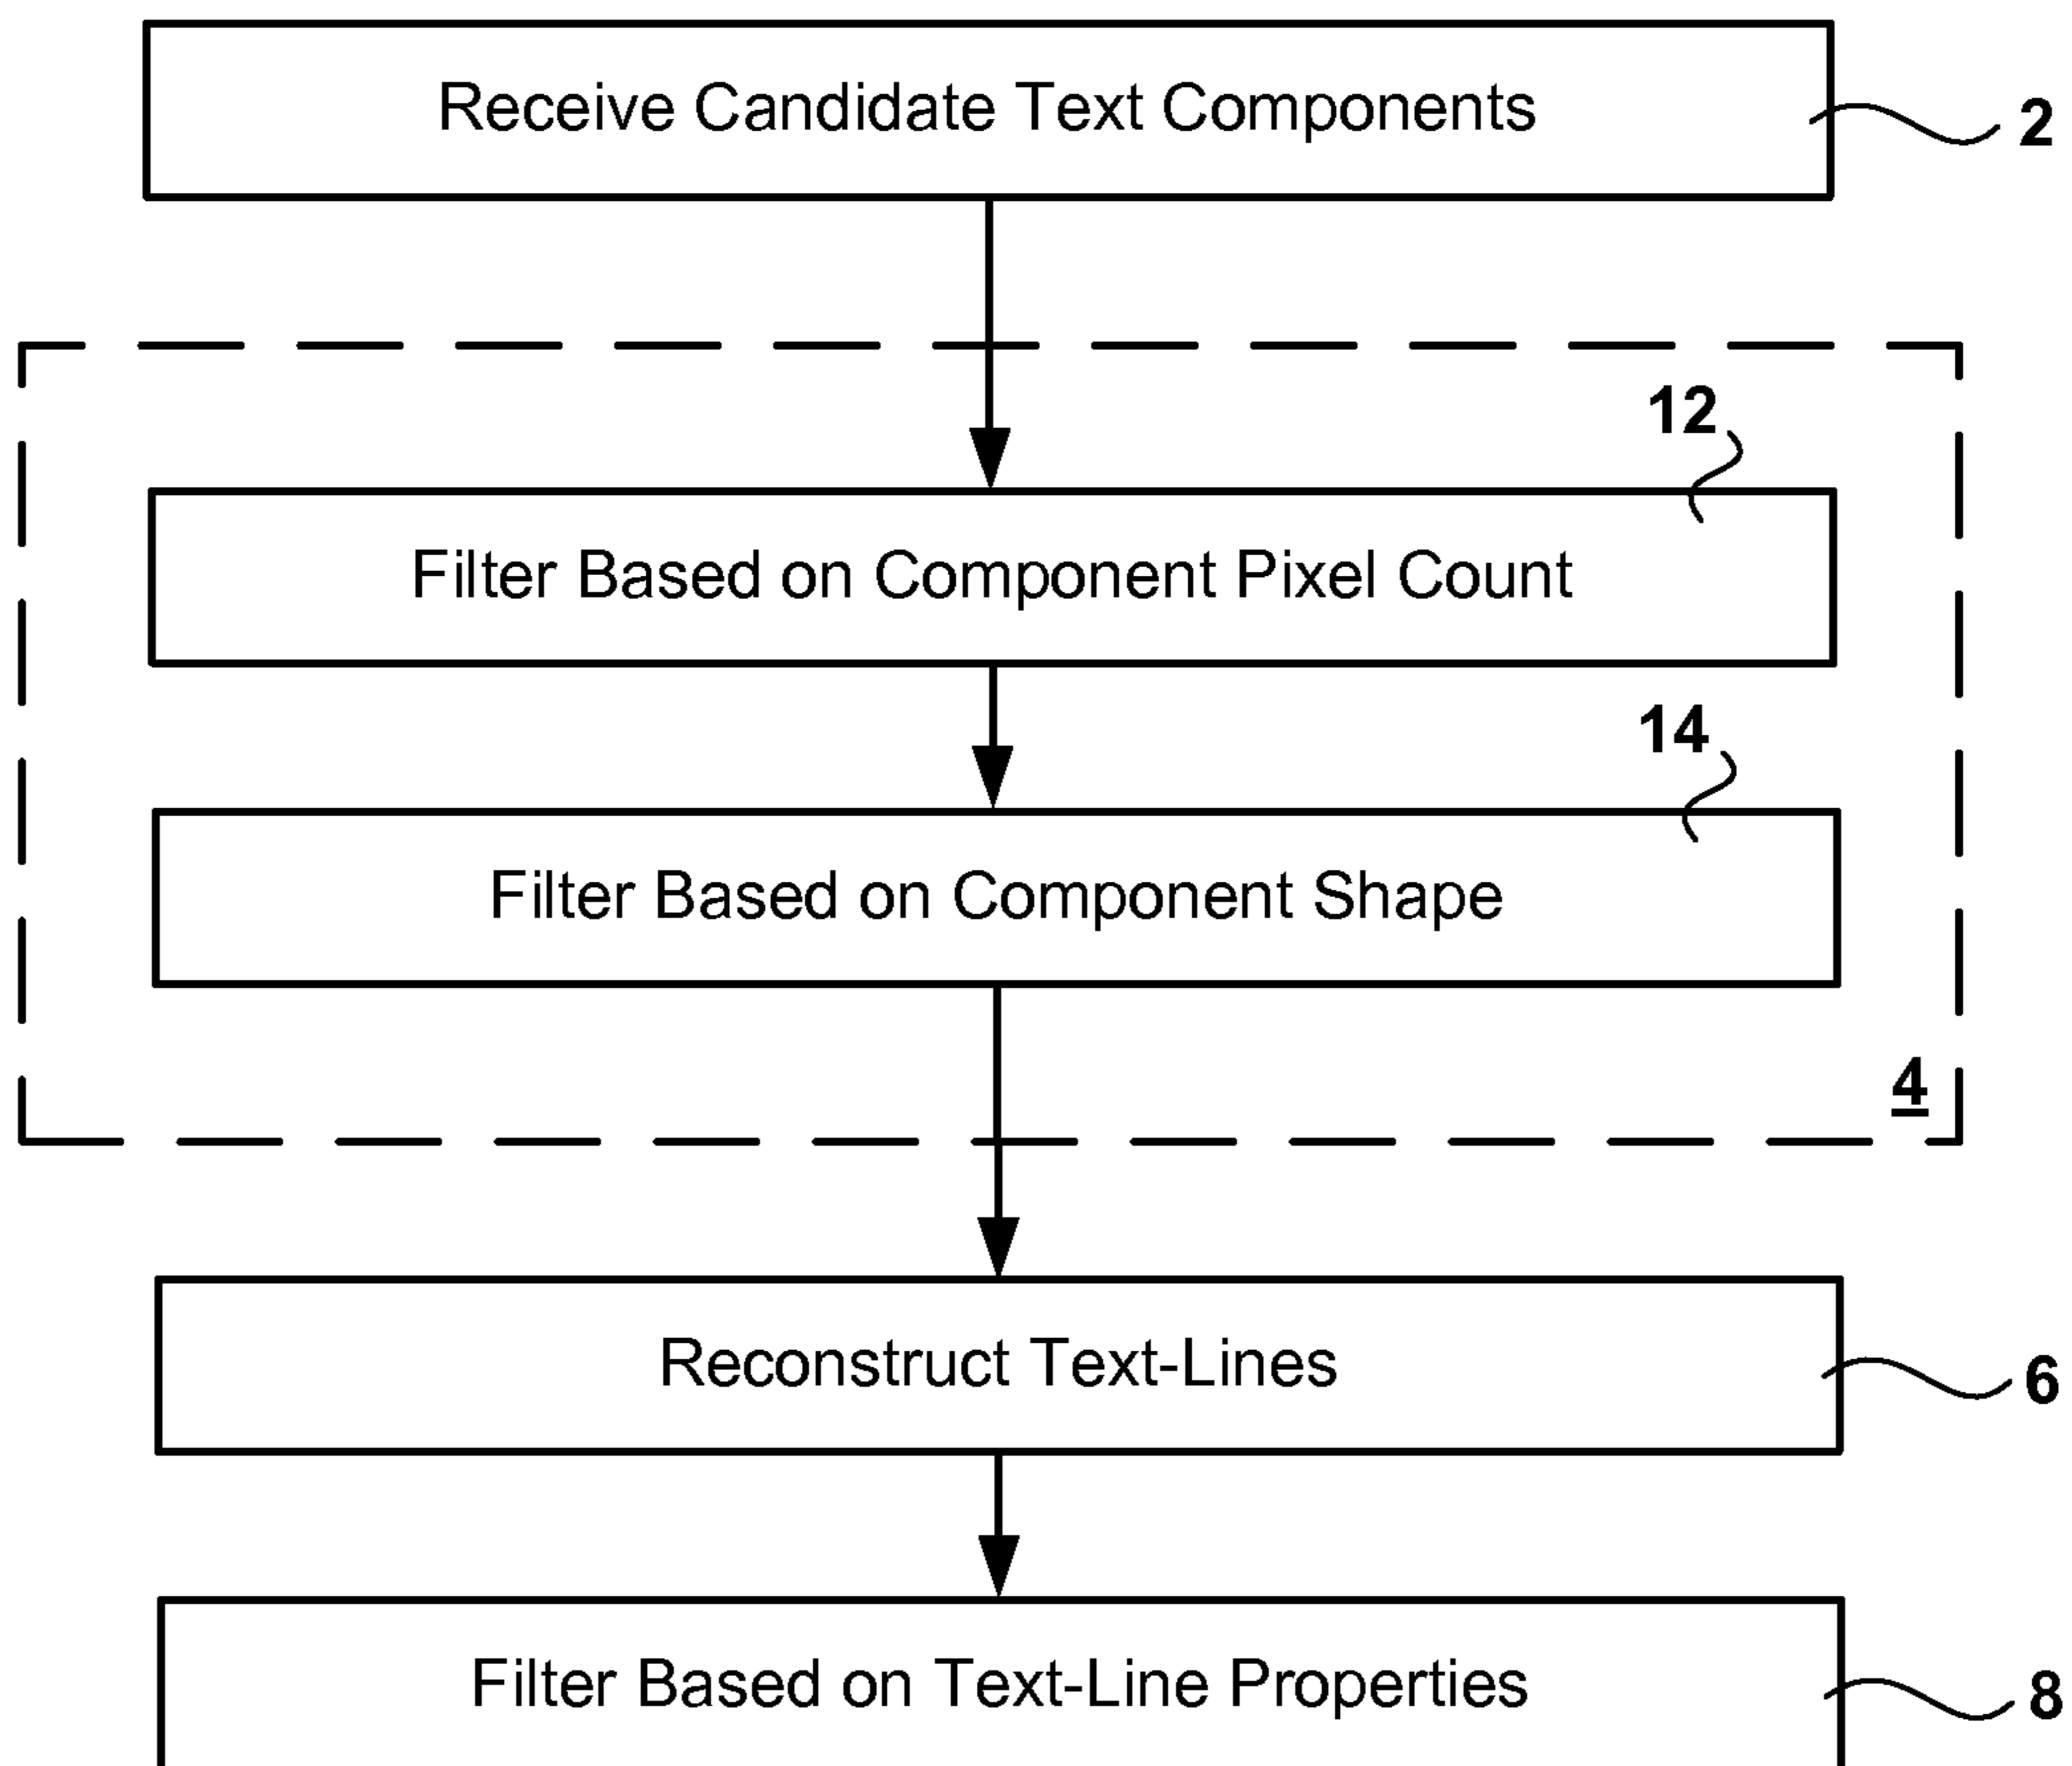 Receive Candidate Text Components
2
12
Filter Based on Component Pixel Count
14
Filter Based on Component Shape
4
Reconstruct Text-Lines
6
Filter Based on Text-Line Properties
8